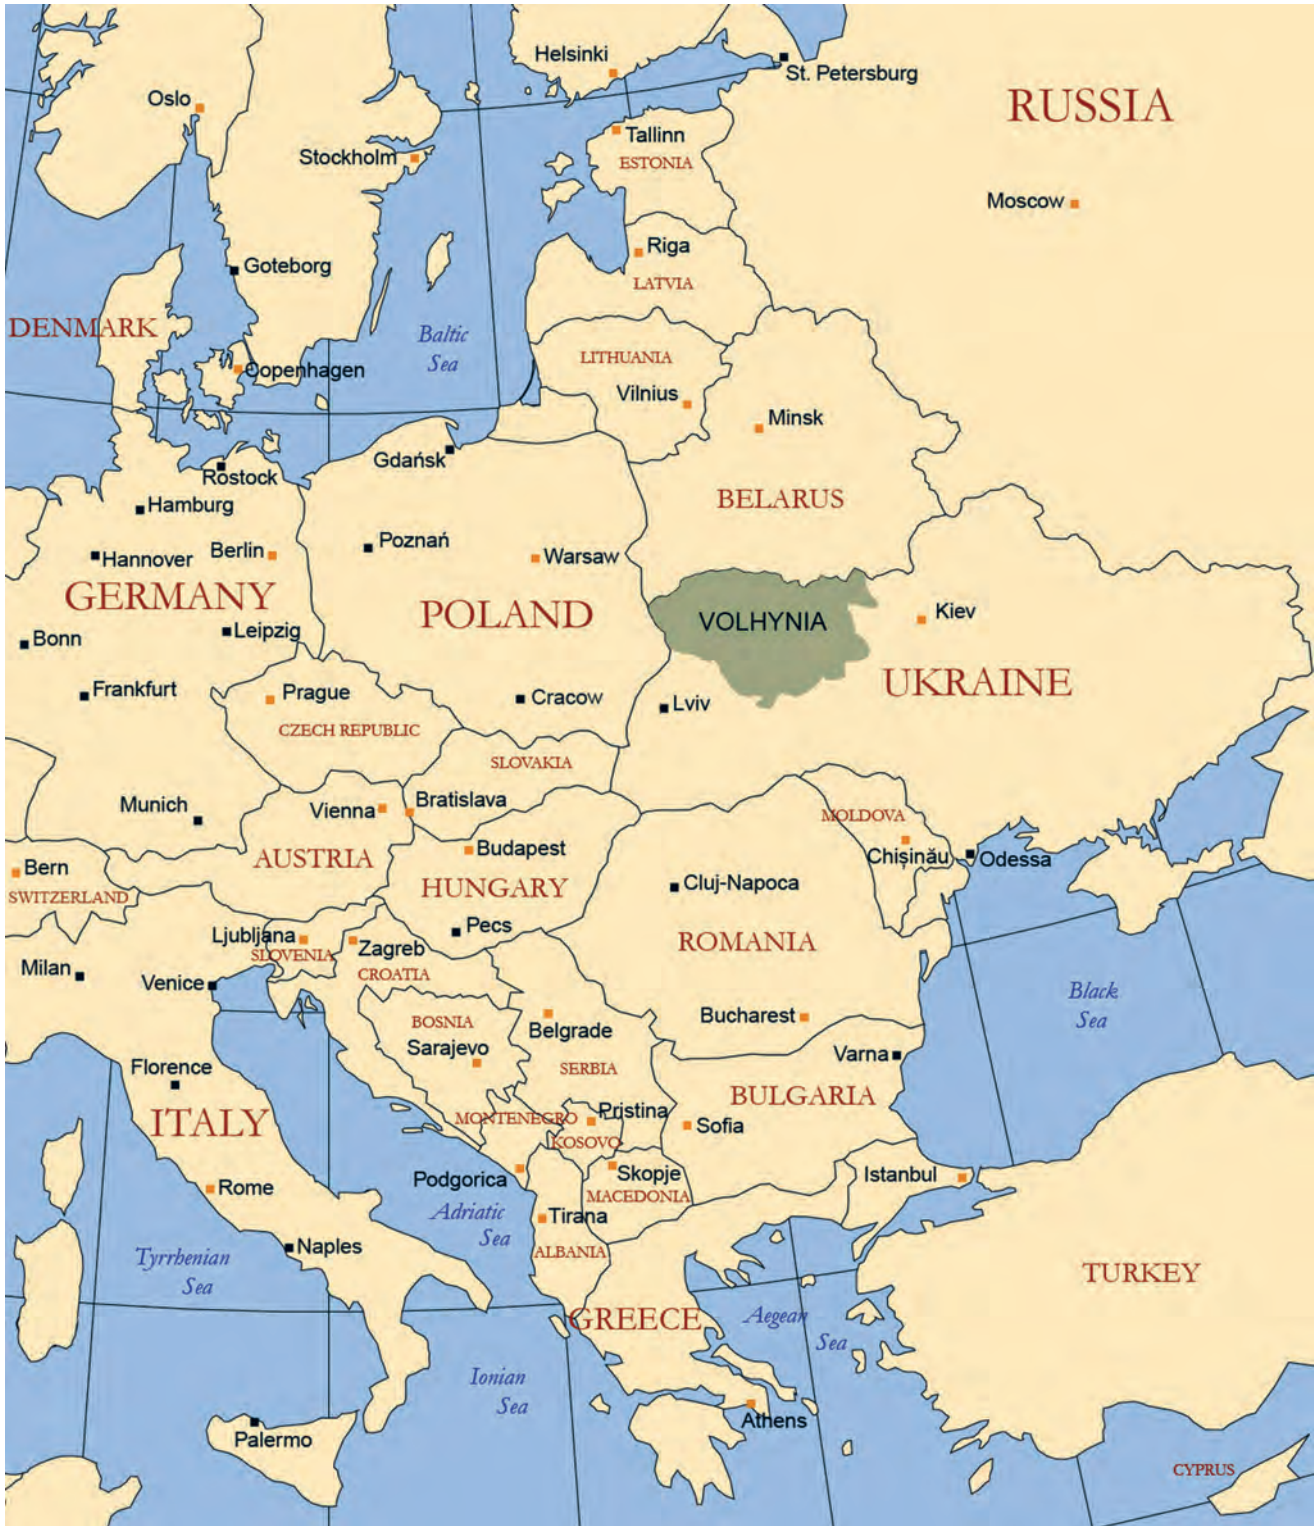 Helsinki
St. Petersburg
RUSSIA
Oslo
Tallinn
Stockholm
ESTONIA
Moscow
Riga
Goteborg
LATVIA
DENMARK
Baltic
Sea
LITHUANIA
Copenhagen
Vilnius
Minsk
Gdańsk
Rostock
Hamburg
BELARUS
Poznań
Hannover
Berlin
Warsaw
GERMANY
POLAND
VOLHYNIA
Kiev
Bonn
Leipzig
UKRAINE
Frankfurt
Prague
Cracow
Lviv
CZECH REPUBLIC
SLOVAKIA
Munich
Vienna
Bratislava
MOLDOVA
Budapest
AUSTRIA
Chișinău
Odessa
Bern
HUNGARY
Cluj-Napoca
SWITZERLAND
Pecs
Ljubljana
Zagreb
ROMANIA
SLOVENIA
CROATIA
Milan
Venice
Black
Sea
BOSNIA
Belgrade
Bucharest
Sarajevo
Varna
Florence
SERBIA
BULGARIA
ITALY
MONTENEGRO
Pristina
Sofia
KOSOVO
Podgorica
Skopje
Istanbul
Rome
MACEDONIA
Adriatic
Sea
Tirana
Naples
ALBANIA
Tyrrhenian
Sea
TURKEY
GREECE
Aegean
Sea
Ionian
Sea
Athens
Palermo
CYPRUS